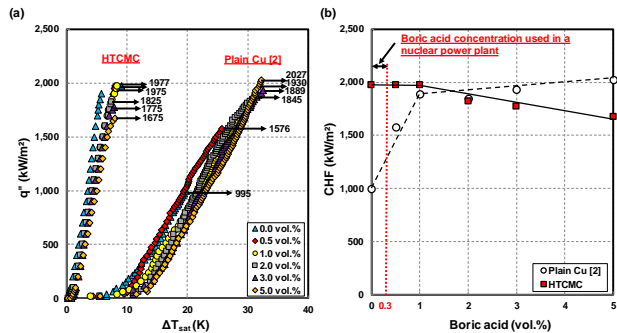 (a)
HTCMC
Plain Cu [2]
1977
1975
1825
1775
1675
2027
1930
1889
1845
1576
995
2,500
2,000
1,500
1,000
500
0
q" (kW/m²)
0 10 20 30 40
ΔTsat (K)
0.0 vol.%
0.5 vol.%
1.0 vol.%
2.0 vol.%
3.0 vol.%
5.0 vol.%
(b)
Boric acid concentration used in a
nuclear power plant
2,500
2,000
1,500
1,000
500
0
CHF (kW/m²)
0 0.3 1 2 3 4 5
Boric acid (vol.%)
Plain Cu [2]
HTCMC